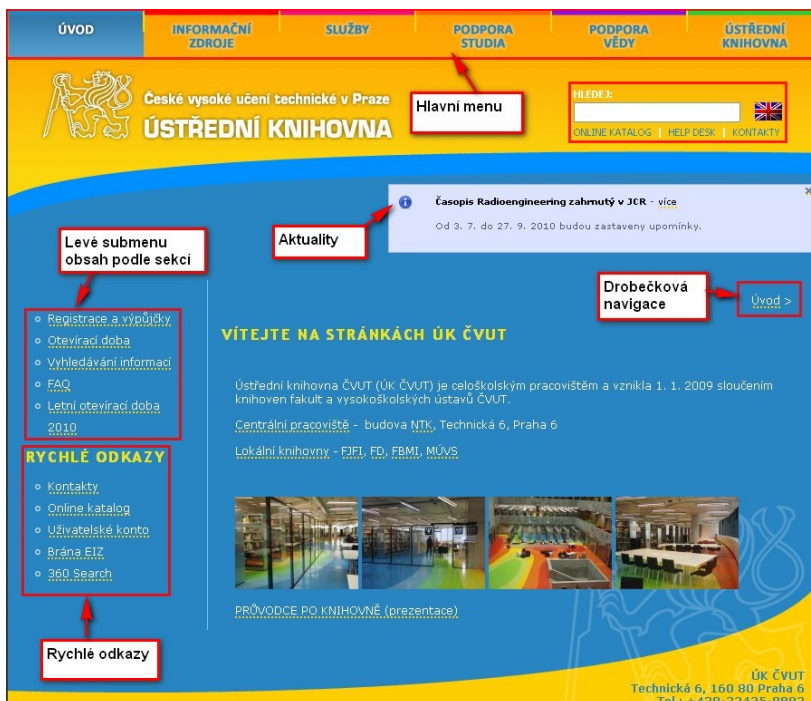 ÚVOD
INFORMAČNÍ
ZDROJE
SLUŽBY
PODPORA
STUDIA
PODPORA
VĚDY
ÚSTŘEDNÍ
KNIHOVNA
České vysoké učení technické v Praze
ÚSTŘEDNÍ KNIHOVNA
Hlavní menu
HLEDEJ:
ONLINE KATALOG | HELP DESK | KONTAKTY
Časopis Radioengineering zahrnutý v JCR - více
Od 3. 7. do 27. 9. 2010 budou zastaveny upomínky.
Aktuality
Levé submenu
obsah podle sekcí
Drobečková
navigace
Úvod >
Registrace a výpůjčky
Otevírací doba
Vyhledávání informací
FAQ
Letní otevírací doba
2010
RYCHLÉ ODKAZY
Kontakty
Online katalog
Uživatelské konto
Brána EIZ
360 Search
Rychlé odkazy
VÍTEJTE NA STRÁNKÁCH ÚK ČVUT
Ústřední knihovna ČVUT (ÚK ČVUT) je celoškolským pracovištěm a vznikla 1. 1. 2009 sloučením
knihoven fakult a vysokoškolských ústavů ČVUT.
Centrální pracoviště - budova NTK, Technická 6, Praha 6
Lokální knihovny - FJFI, FD, FBMI, MÚVS
PRŮVODCE PO KNIHOVNĚ (prezentace)
ÚK ČVUT
Technická 6, 160 80 Praha 6